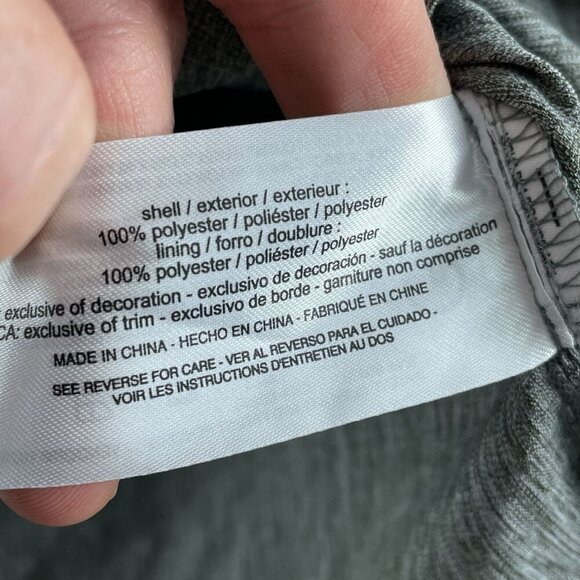 shell / exterior / exterieur :
100% polyester / poliéster / polyester
lining / forro / doublure :
100% polyester / poliéster / polyester
: exclusive of decoration - exclusivo de decoración - sauf la décoration
CA: exclusive of trim - exclusivo de borde - garniture non comprise
MADE IN CHINA - HECHO EN CHINA - FABRIQUÉ EN CHINE
SEE REVERSE FOR CARE - VER AL REVERSO PARA EL CUIDADO -
VOIR LES INSTRUCTIONS D'ENTRETIEN AU DOS